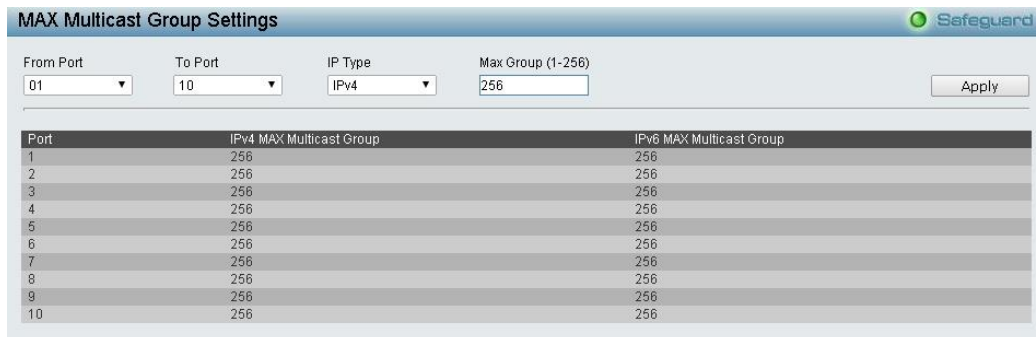 MAX Multicast Group Settings
Safeguard
From Port To Port IP Type Max Group (1-256)
01 10 IPv4 256 Apply
Port IPv4 MAX Multicast Group IPv6 MAX Multicast Group
1 256 256
2 256 256
3 256 256
4 256 256
5 256 256
6 256 256
7 256 256
8 256 256
9 256 256
10 256 256